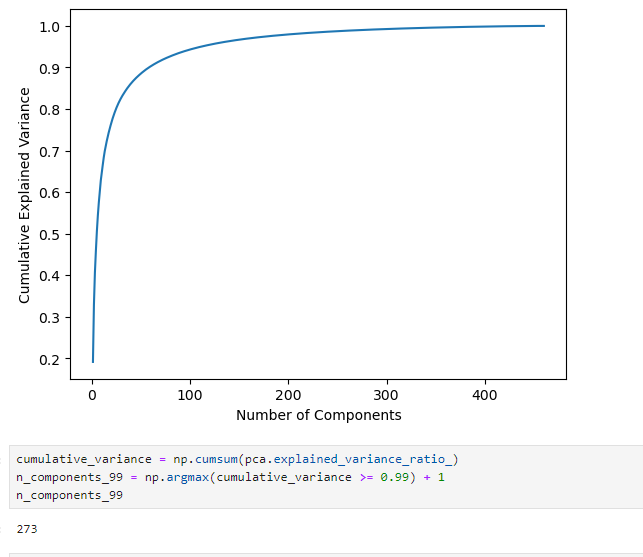 1.0
0.9
0.8
0.7
0.6
0.5
0.4
0.3
0.2
Cumulative Explained Variance
0 100 200 300 400
Number of Components
cumulative_variance = np.cumsum(pca.explained_variance_ratio_)
n_components_99 = np.argmax(cumulative_variance >= 0.99) + 1
n_components_99
273